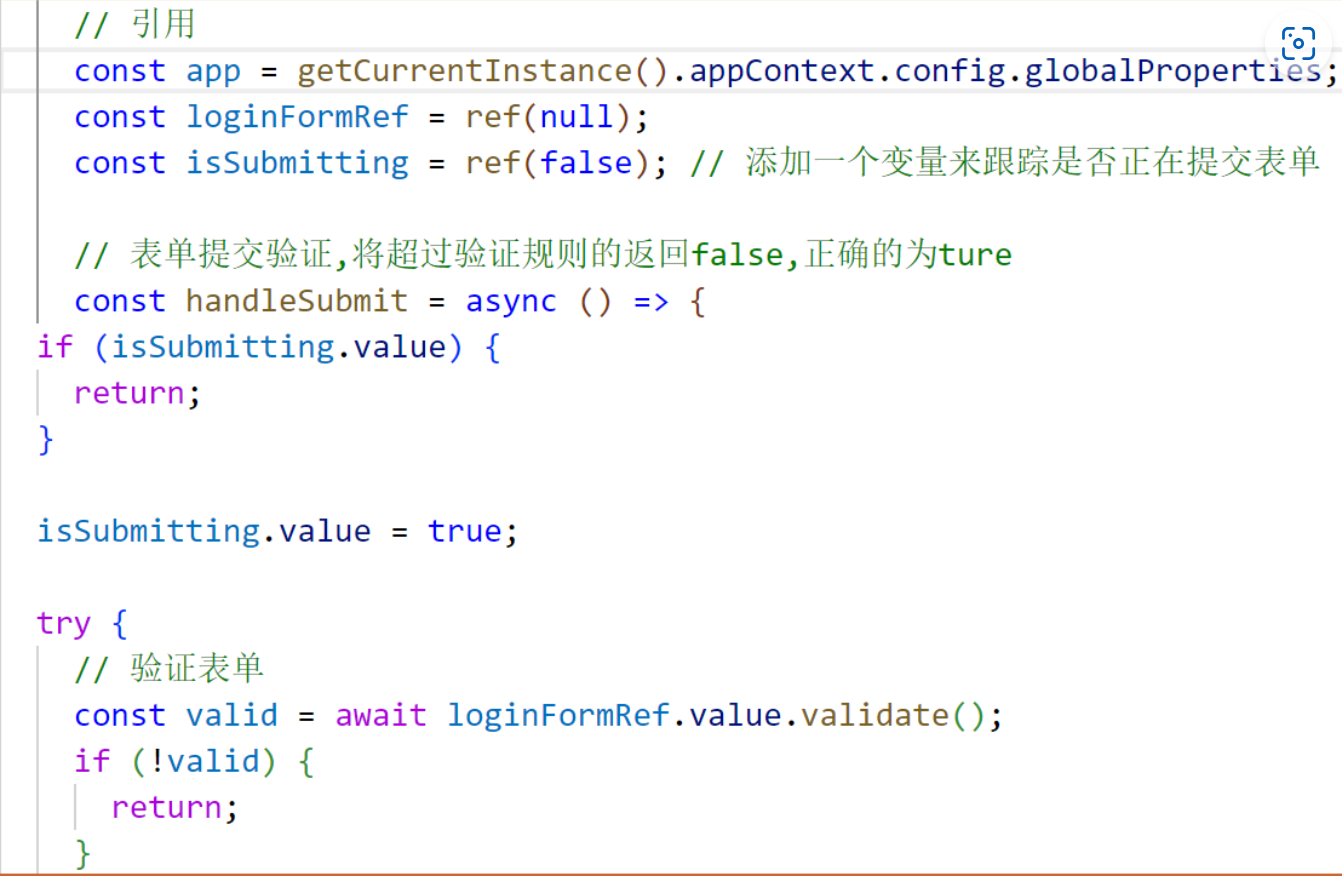 // 引用
const app = getCurrentInstance().appContext.config.globalProperties;
const loginFormRef = ref(null);
const isSubmitting = ref(false); // 添加一个变量来跟踪是否正在提交表单
// 表单提交验证,将超过验证规则的返回false,正确的为ture
const handleSubmit = async () => {
if (isSubmitting.value) {
return;
}
isSubmitting.value = true;
try {
// 验证表单
const valid = await loginFormRef.value.validate();
if (!valid) {
return;
}